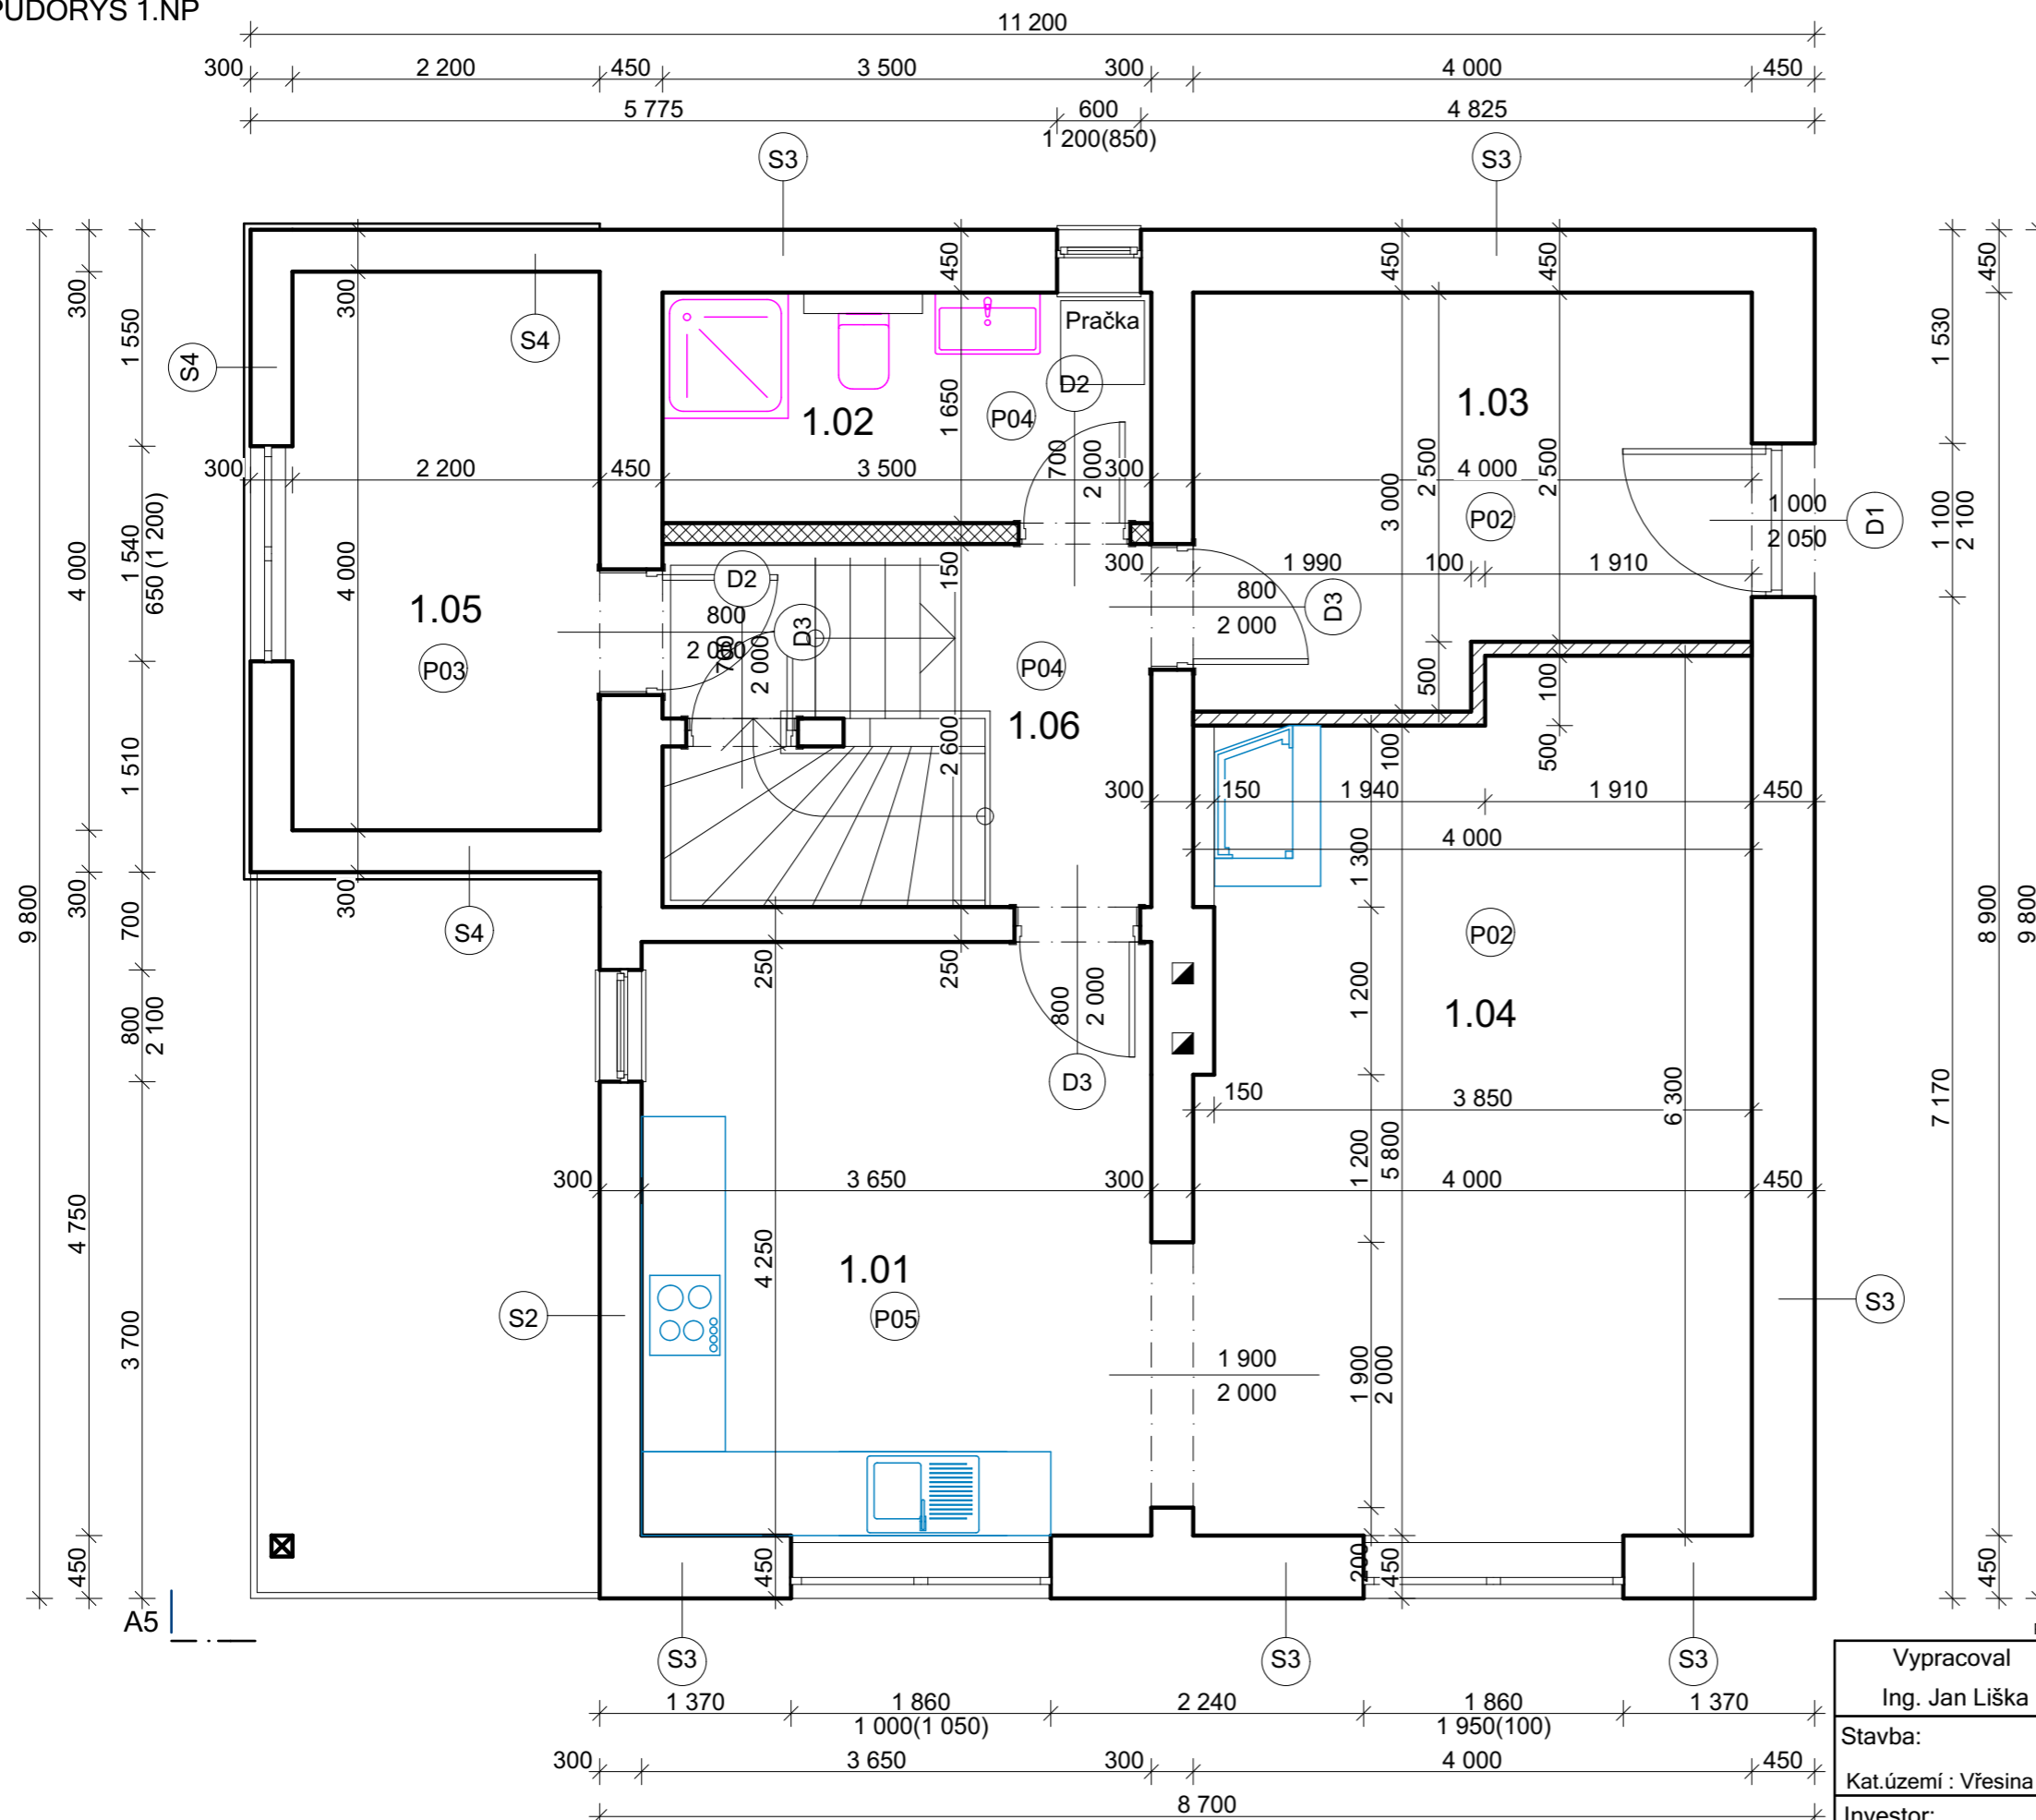 PŮDORYS 1.NP
11 200
300 2 200 450 3 500 300 4 000 450
5 775 600 4 825
1 200(850)
S3 S3
450 450 450 450
300 300 300
1 550 1 530
S4 S4
Pračka
D2
1.02 P04 1.03
1 650
300 2 200 450 3 500 300 4 000
700
2 000
2 500 2 500
3 000
P02
1 000
2 050
D1
1 100
2 100
1 540
650 (1 200)
4 000 4 000
150
300 1 990 100 1 910
D2
1.05
800
2 000
D3
700
2 000
800
2 000
D3
P03 P04
500 100
1.06
2 600
1 510
100 500
300 150 1 940 1 910 450
4 000
1 300
9 800 300 700 300
S4
P02
8 900 9 800
250 250
800
2 100
800
2 000
1 200
1.04
D3
150 3 850
6 300
7 170
1 200
5 800
300 3 650 300 4 000 450
4 750
4 250
1.01
S2 P05 S3
3 700
1 900
2 000
1 900
2 000
450 450 200 450 450
A5
S3 S3 S3
Vypracoval
Ing. Jan Liška
1 370 1 860 2 240 1 860 1 370
1 000(1 050) 1 950(100)
Stavba:
300 3 650 300 4 000 450
Kat.území : Vřesina
8 700
Investor: